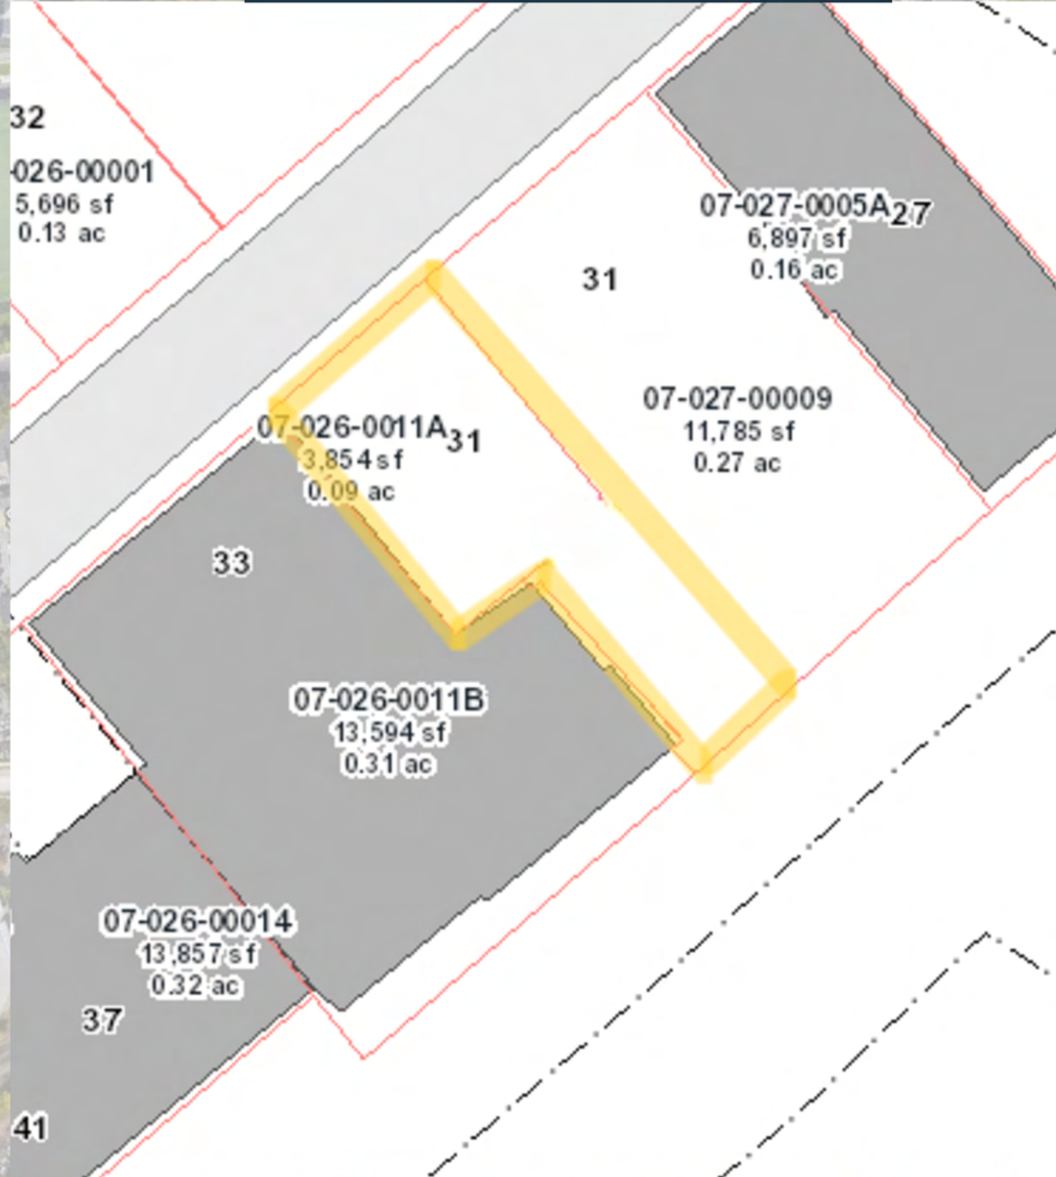 32
-026-00001
5,696 sf
0.13 ac
07-027-0005A
27
6,897 sf
0.16 ac
31
07-027-00009
11,785 sf
0.27 ac
07-026-0011A
31
3,854 sf
0.09 ac
33
07-026-0011B
13,594 sf
0.31 ac
07-026-00014
13,857 sf
0.32 ac
37
41